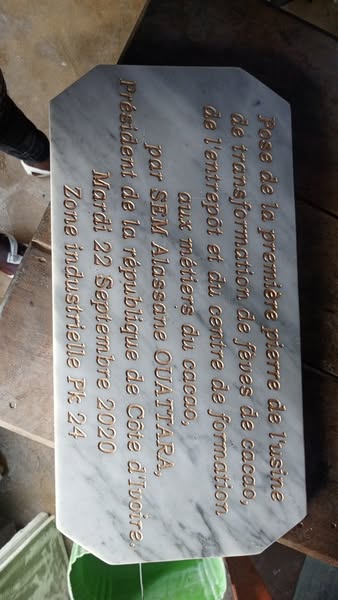 Pose de la première pierre de l'usine
de transformation de fèves de cacao,
de l'entrepôt et du centre de formation
aux métiers du cacao,
par SEM Alassane OUATTARA,
Président de la république de Côte d'Ivoire.
Mardi 22 Septembre 2020
Zone industrielle Pk 24